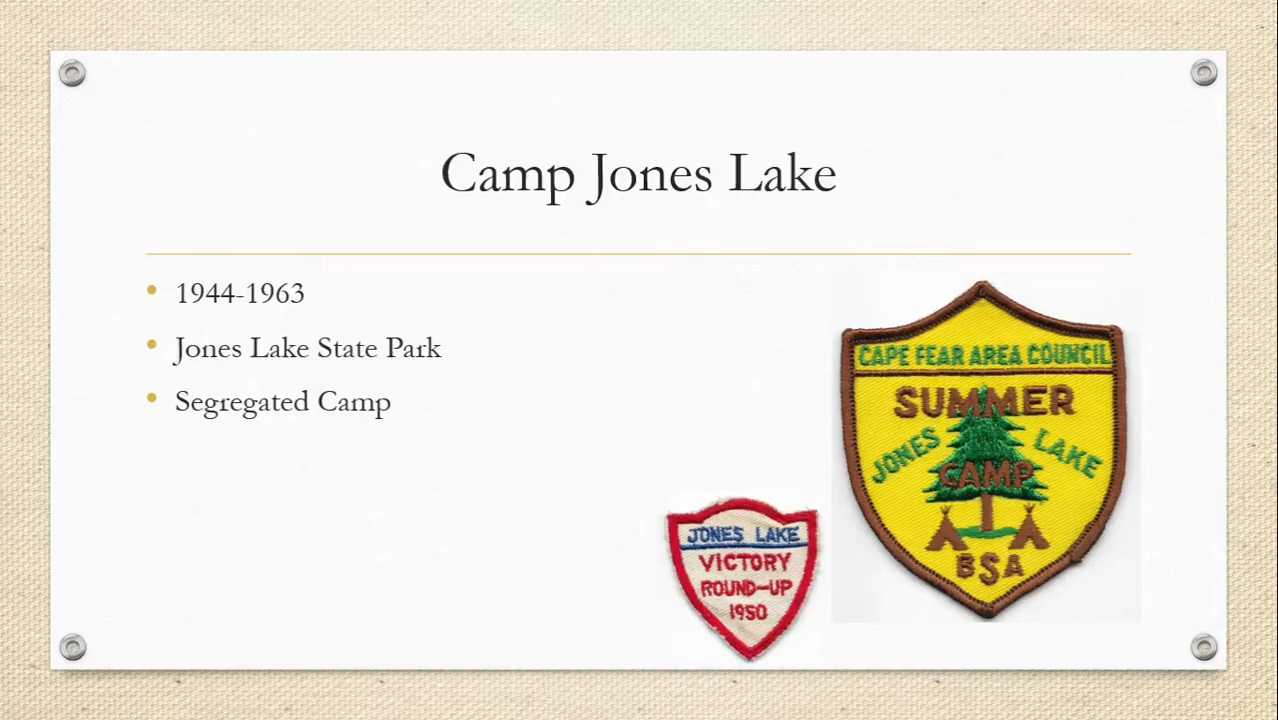 Camp Jones Lake
• 1944-1963
• Jones Lake State Park
• Segregated Camp
CAPE FEAR AREA COUNCIL
SUMMER
JONES LAKE
CAMP
BSA
JONES LAKE
VICTORY
ROUND-UP
1950